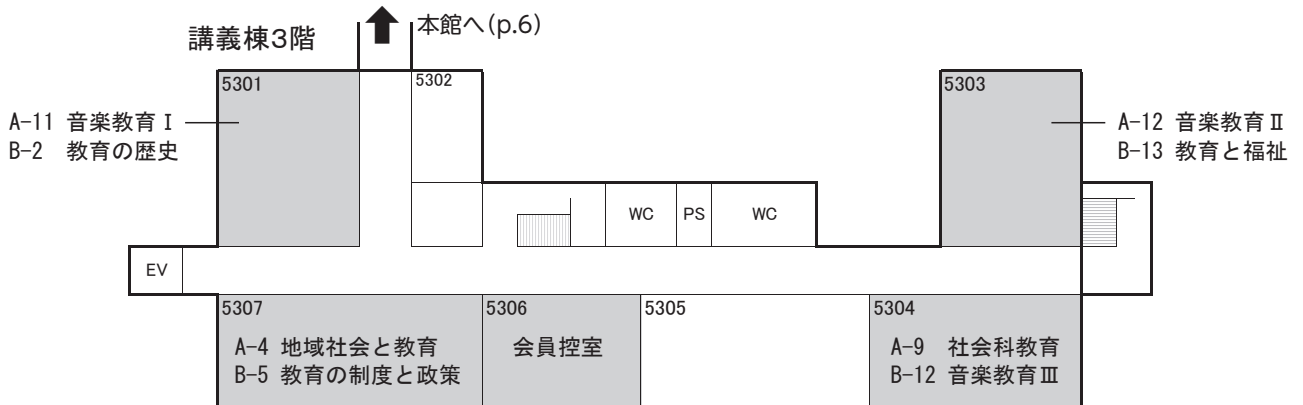 本館へ(p.6)
講義棟3階
5301
5302
5303
A-11 音楽教育Ⅰ
B-2 教育の歴史
A-12 音楽教育Ⅱ
B-13 教育と福祉
WC
PS
WC
EV
5307
A-4 地域社会と教育
B-5 教育の制度と政策
5306
会員控室
5305
5304
A-9 社会科教育
B-12 音楽教育Ⅲ